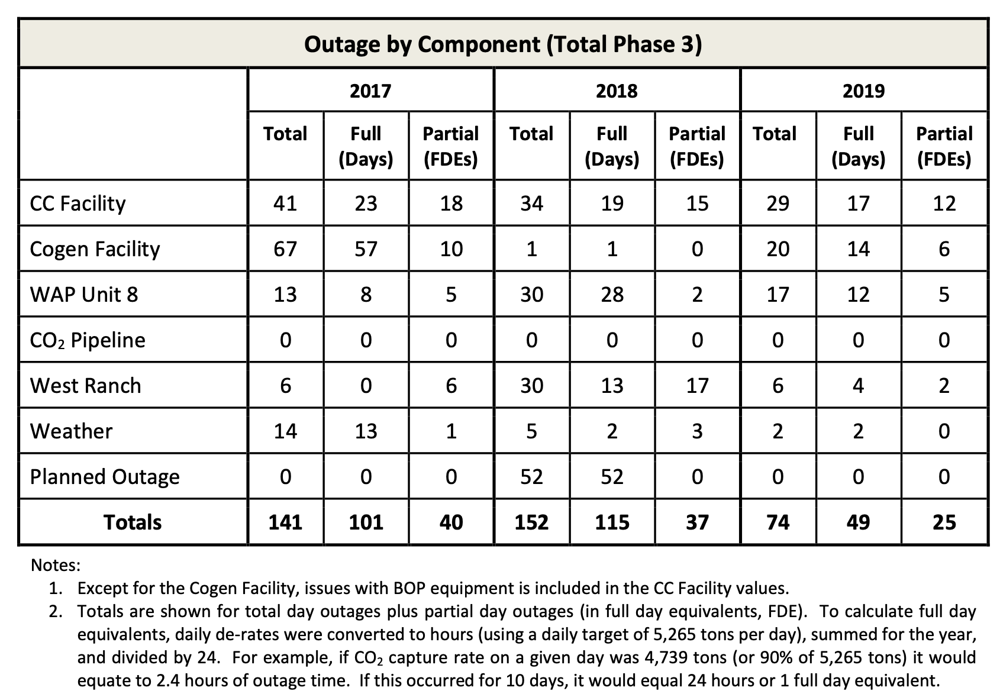 Outage by Component (Total Phase 3)
2017 2018 2019
Total Full (Days) Partial (FDEs) Total Full (Days) Partial (FDEs) Total Full (Days) Partial (FDEs)
CC Facility 41 23 18 34 19 15 29 17 12
Cogen Facility 67 57 10 1 1 0 20 14 6
WAP Unit 8 13 8 5 30 28 2 17 12 5
CO₂ Pipeline 0 0 0 0 0 0 0 0 0
West Ranch 6 0 6 30 13 17 6 4 2
Weather 14 13 1 5 2 3 2 2 0
Planned Outage 0 0 0 52 52 0 0 0 0
Totals 141 101 40 152 115 37 74 49 25
Notes:
1. Except for the Cogen Facility, issues with BOP equipment is included in the CC Facility values.
2. Totals are shown for total day outages plus partial day outages (in full day equivalents, FDE). To calculate full day
equivalents, daily de-rates were converted to hours (using a daily target of 5,265 tons per day), summed for the year,
and divided by 24. For example, if CO₂ capture rate on a given day was 4,739 tons (or 90% of 5,265 tons) it would
equate to 2.4 hours of outage time. If this occurred for 10 days, it would equal 24 hours or 1 full day equivalent.